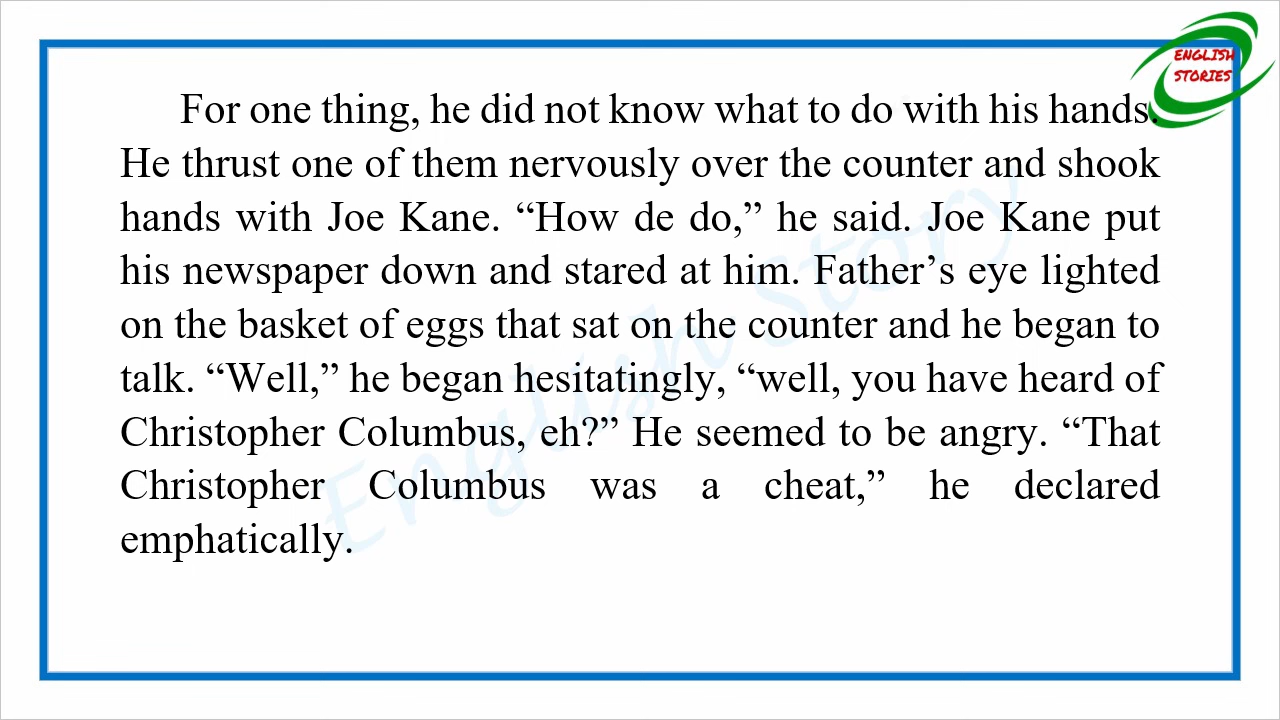 ENGLISH
STORIES
For one thing, he did not know what to do with his hands.
He thrust one of them nervously over the counter and shook
hands with Joe Kane. “How de do,” he said. Joe Kane put
his newspaper down and stared at him. Father’s eye lighted
on the basket of eggs that sat on the counter and he began to
talk. “Well,” he began hesitatingly, “well, you have heard of
Christopher Columbus, eh?” He seemed to be angry. “That
Christopher Columbus was a cheat,” he declared
emphatically.
English Story